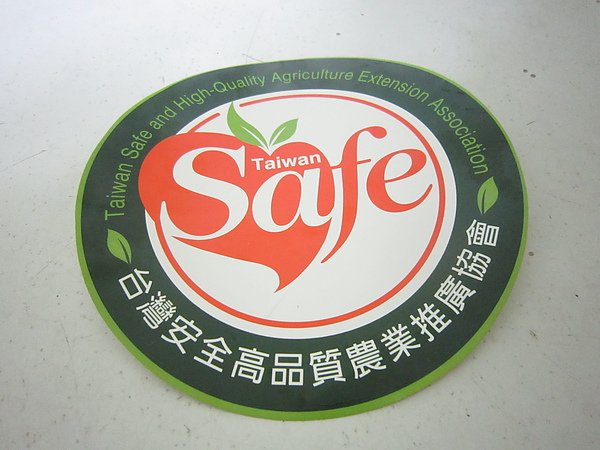 Taiwan Safe and High-Quality Agriculture Extension Association
Taiwan
Safe
台灣安全高品質農業推廣協會